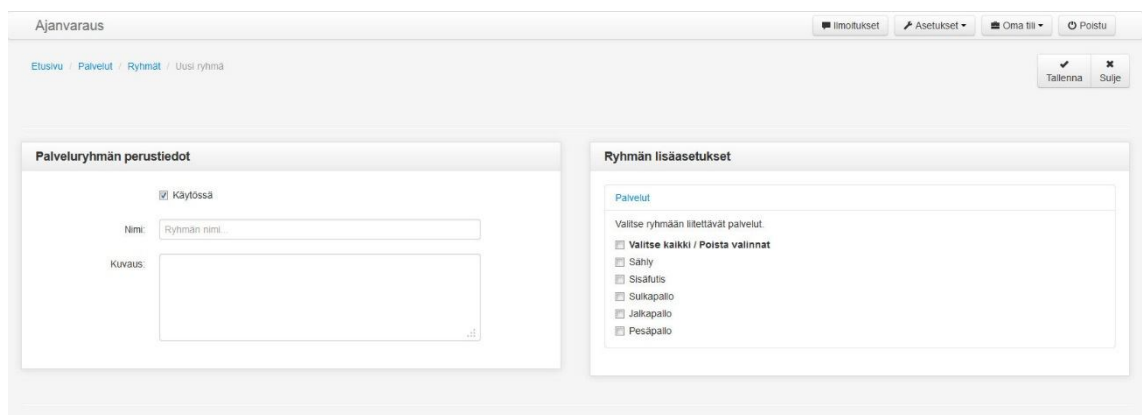 Ajanvaraus
Ilmoitukset Asetukset Oma tili Poistu
Etusivu / Palvelut / Ryhmät / Uusi ryhmä
Tallenna Sulje
Palveluryhmän perustiedot
Käytössä
Nimi: Ryhmän nimi...
Kuvaus:
Ryhmän lisäasetukset
Palvelut
Valitse ryhmään liitettävät palvelut.
Valitse kaikki / Poista valinnat
Sähly
Sisäfutis
Sulkapallo
Jalkapallo
Pesäpallo